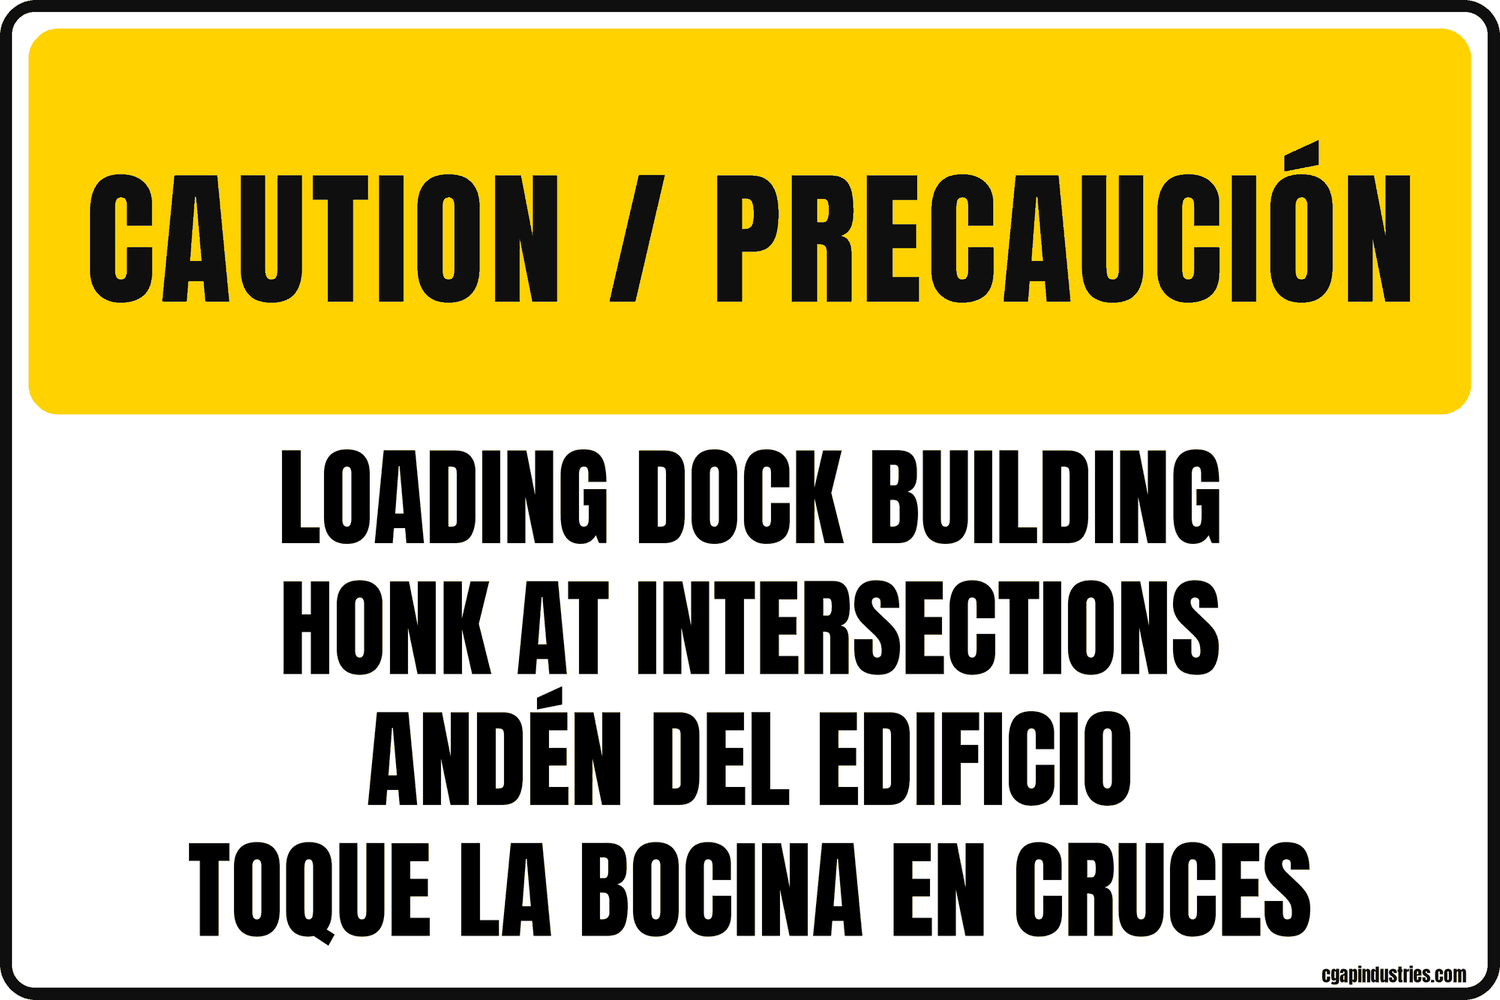 CAUTION / PRECAUCIÓN
LOADING DOCK BUILDING
HONK AT INTERSECTIONS
ANDÉN DEL EDIFICIO
TOQUE LA BOCINA EN CRUCES
cgapindustries.com